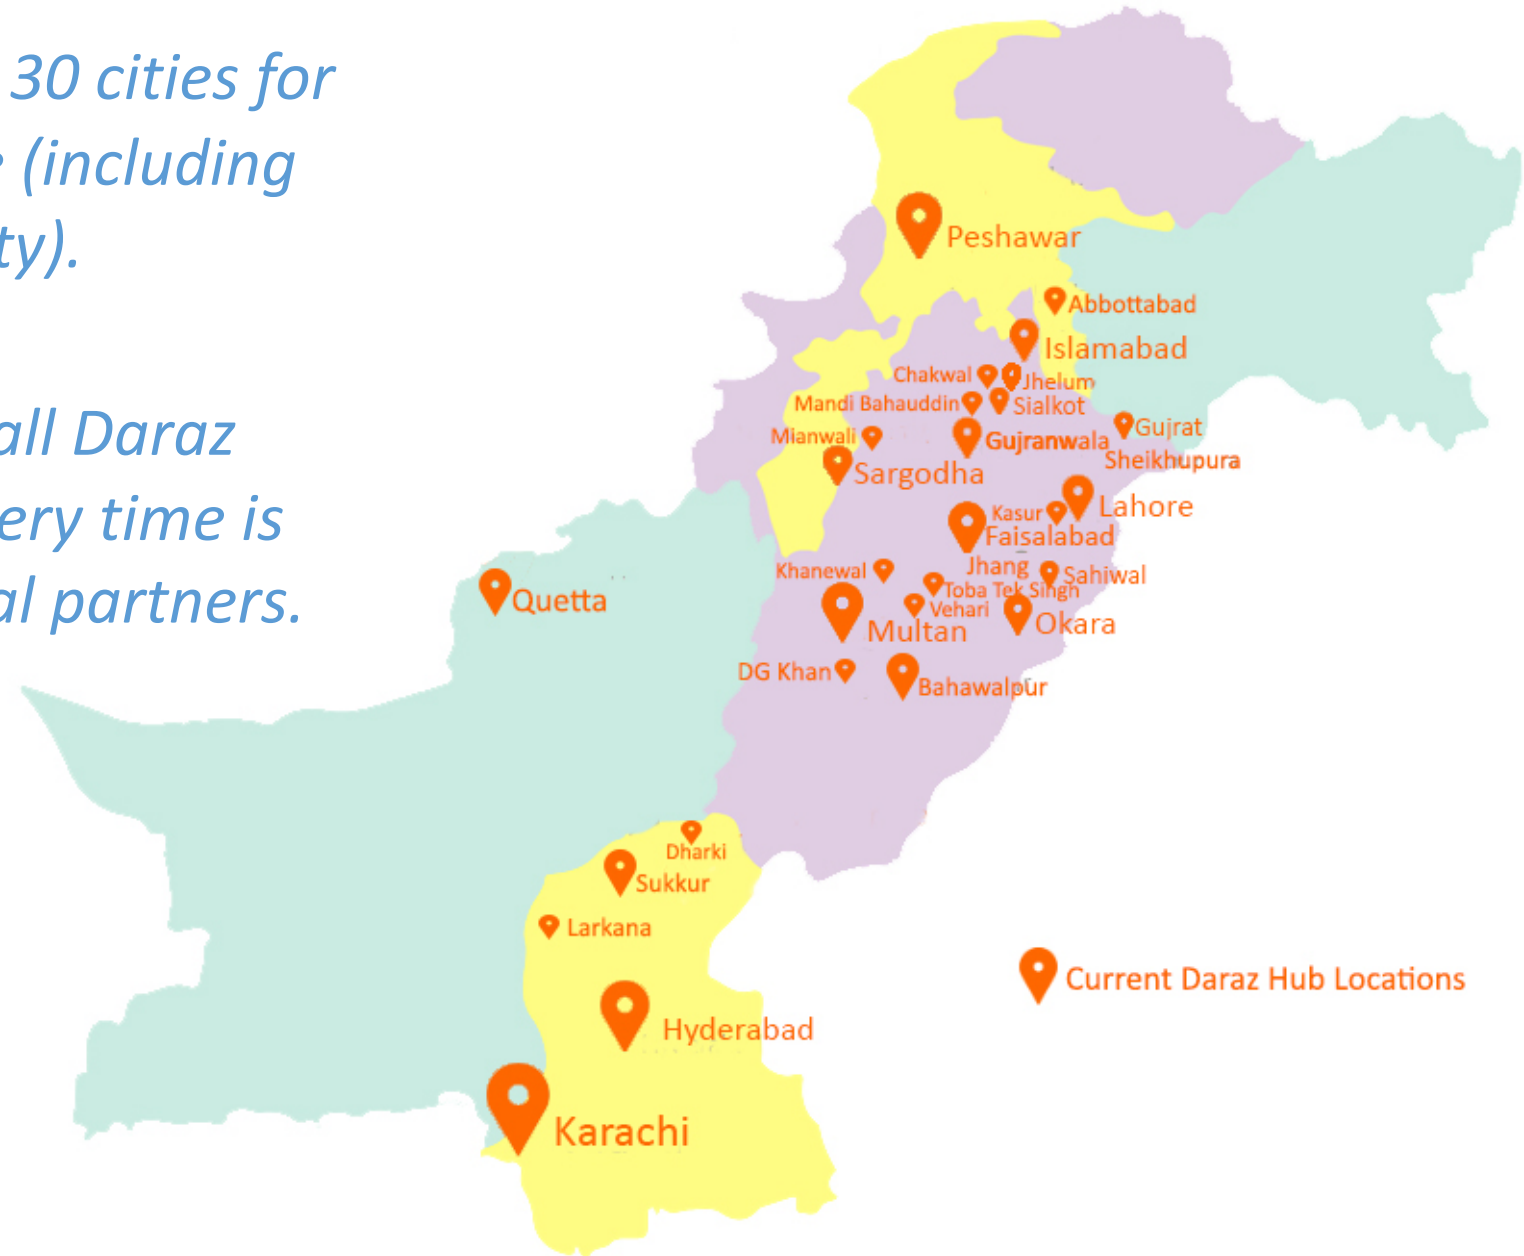 30 cities for
(including
ty).
all Daraz
ery time is
al partners.
Peshawar
Abbottabad
Islamabad
Chakwal
Jhelum
Mandi Bahauddin
Sialkot
Gujrat
Mianwali
Gujranwala
Sheikhupura
Sargodha
Lahore
Kasur
Faisalabad
Jhang
Khanewal
Sahiwal
Toba Tek Singh
Quetta
Vehari
Multan
Okara
DG Khan
Bahawalpur
Dharki
Sukkur
Larkana
Current Daraz Hub Locations
Hyderabad
Karachi